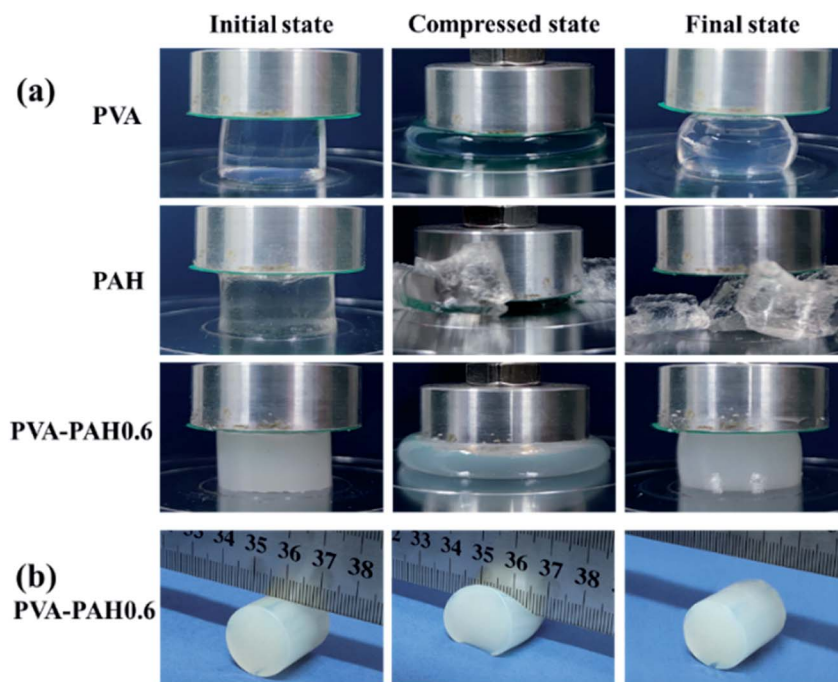 Initial state Compressed state Final state
(a)
PVA
PAH
PVA-PAH0.6
(b)
PVA-PAH0.6
33 34 35 36 37 38
33 34 35 36 37 38